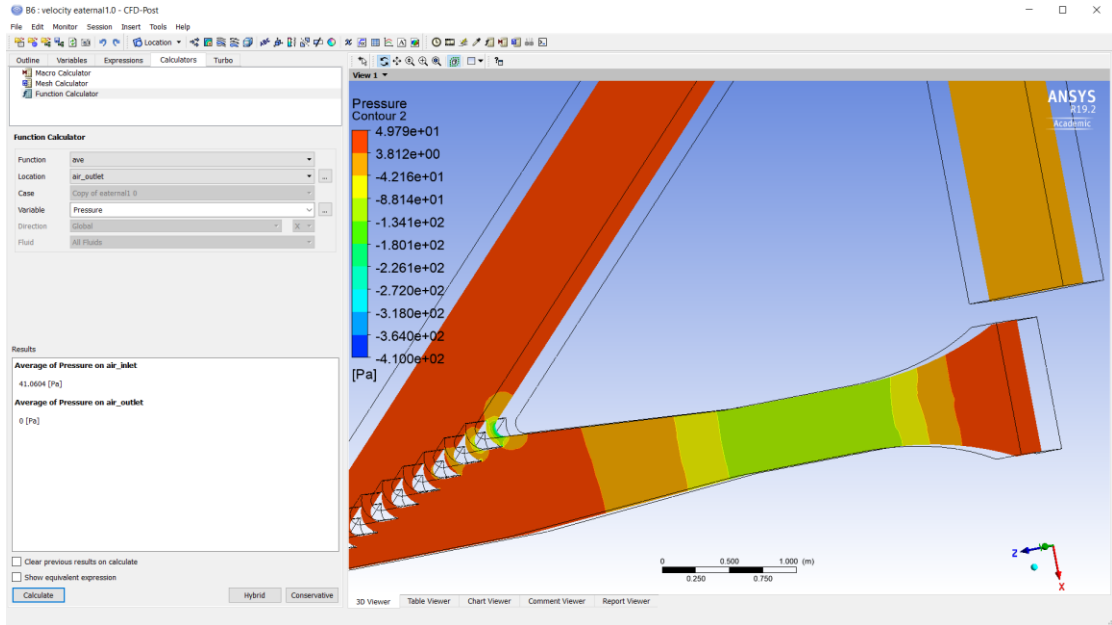 B6 : velocity eaternal1.0 - CFD-Post
File Edit Monitor Session Insert Tools Help
Location
Outline Variables Expressions Calculators Turbo
Macro Calculator
Mesh Calculator
Function Calculator
Function Calculator
Function ave
Location air_outlet ...
Case Copy of eaternal1 0
Variable Pressure ...
Direction Global X
Fluid All Fluids
Results
Average of Pressure on air_inlet
41.0604 [Pa]
Average of Pressure on air_outlet
0 [Pa]
Clear previous results on calculate
Show equivalent expression
Calculate Hybrid Conservative
View 1
Pressure
Contour 2
4.979e+01
3.812e+00
-4.216e+01
-8.814e+01
-1.341e+02
-1.801e+02
-2.261e+02
-2.720e+02
-3.180e+02
-3.640e+02
-4.100e+02
[Pa]
ANSYS
R19.2
Academic
0 0.500 1.000 (m)
0.250 0.750
Z
X
3D Viewer Table Viewer Chart Viewer Comment Viewer Report Viewer